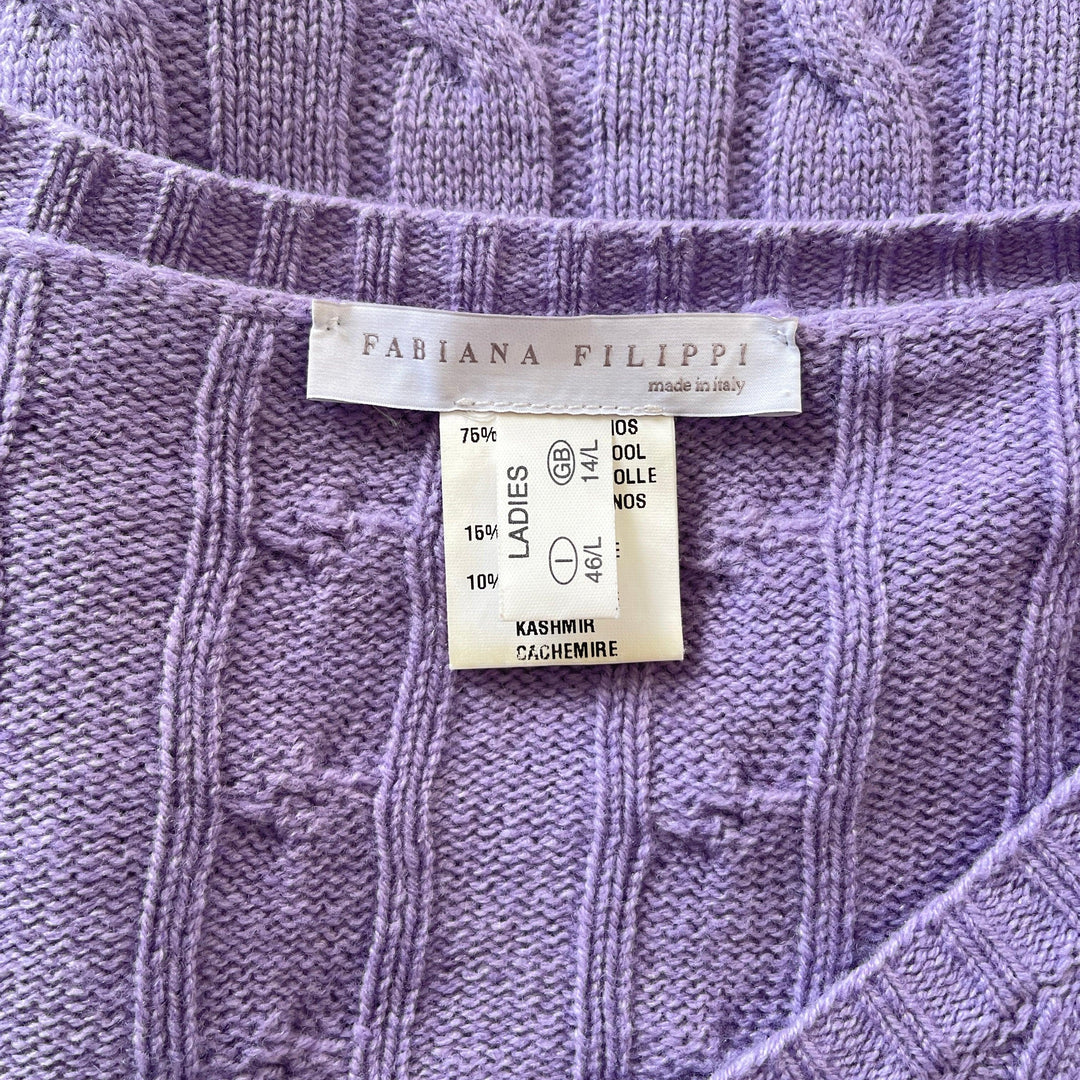 FABIANA FILIPPI
made in italy
75%
15%
10%
KASHMIR
CACHEMIRE
LADIES
GB 14/L
I 46/L